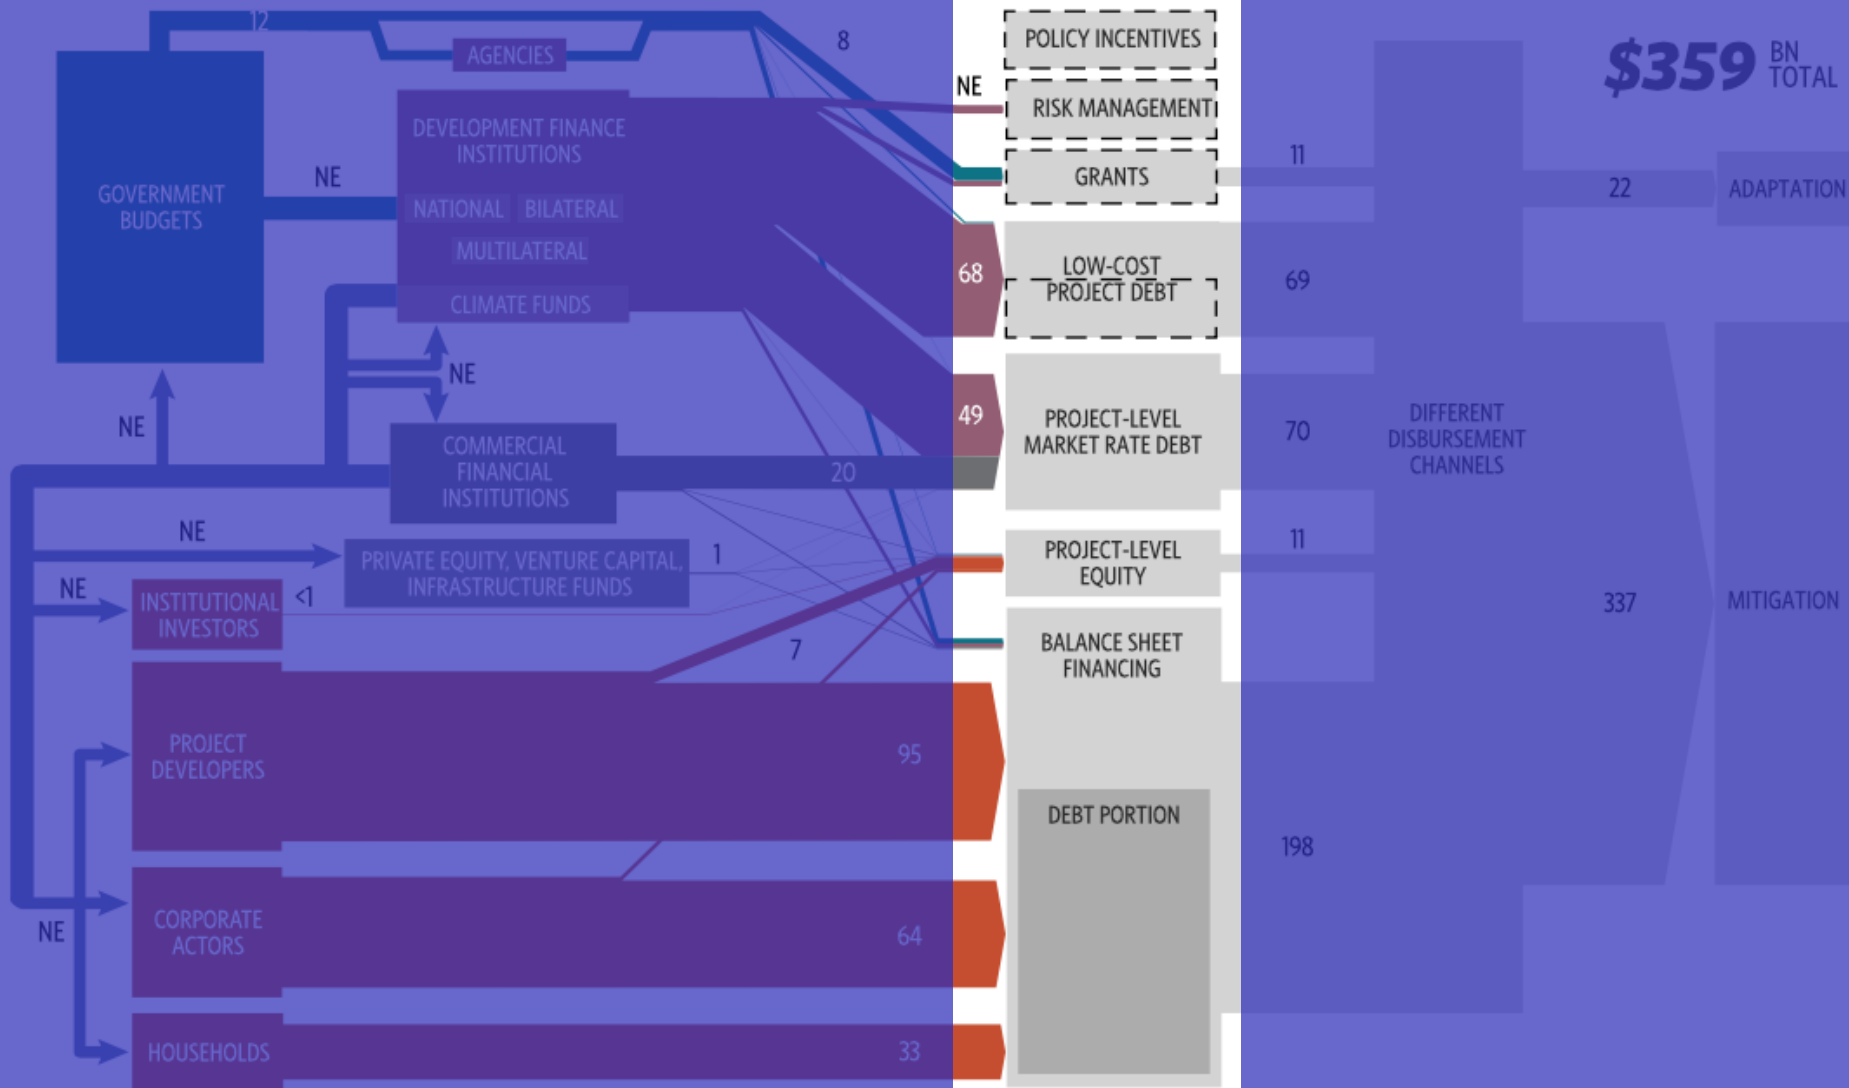 12
8
AGENCIES
POLICY INCENTIVES
$359 BN
TOTAL
NE
RISK MANAGEMENT
DEVELOPMENT FINANCE
INSTITUTIONS
NE
GOVERNMENT
BUDGETS
NATIONAL
BILATERAL
MULTILATERAL
CLIMATE FUNDS
GRANTS
11
22
ADAPTATION
68
LOW-COST
PROJECT DEBT
69
NE
NE
COMMERCIAL
FINANCIAL
INSTITUTIONS
20
49
PROJECT-LEVEL
MARKET RATE DEBT
70
DIFFERENT
DISBURSEMENT
CHANNELS
NE
PRIVATE EQUITY, VENTURE CAPITAL,
INFRASTRUCTURE FUNDS
1
PROJECT-LEVEL
EQUITY
11
NE
INSTITUTIONAL
INVESTORS
<1
7
BALANCE SHEET
FINANCING
337
MITIGATION
PROJECT
DEVELOPERS
95
DEBT PORTION
198
NE
CORPORATE
ACTORS
64
HOUSEHOLDS
33